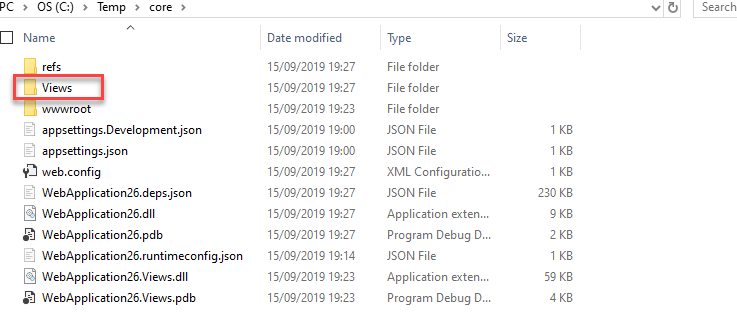 PC > OS (C:) > Temp > core > Search
Name Date modified Type Size
refs 15/09/2019 19:27 File folder
Views 15/09/2019 19:27 File folder
wwwroot 15/09/2019 19:23 File folder
appsettings.Development.json 15/09/2019 19:00 JSON File 1 KB
appsettings.json 15/09/2019 19:00 JSON File 1 KB
web.config 15/09/2019 19:27 XML Configuratio... 1 KB
WebApplication26.deps.json 15/09/2019 19:27 JSON File 230 KB
WebApplication26.dll 15/09/2019 19:27 Application exten... 9 KB
WebApplication26.pdb 15/09/2019 19:27 Program Debug D... 2 KB
WebApplication26.runtimeconfig.json 15/09/2019 19:14 JSON File 1 KB
WebApplication26.Views.dll 15/09/2019 19:23 Application exten... 59 KB
WebApplication26.Views.pdb 15/09/2019 19:23 Program Debug D... 4 KB